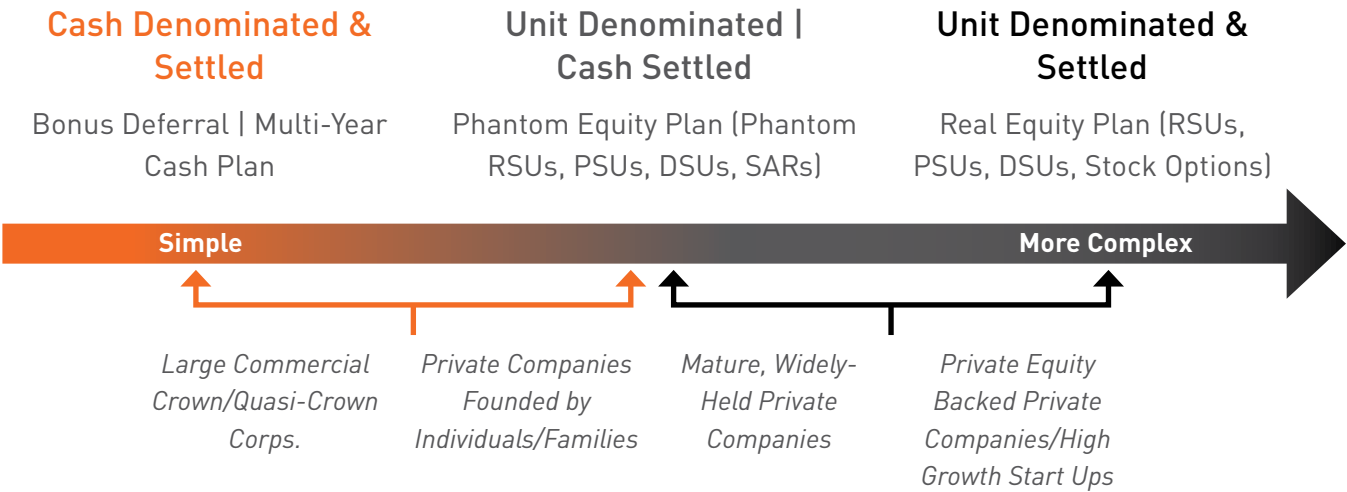 Cash Denominated &
Settled
Bonus Deferral | Multi-Year
Cash Plan
Unit Denominated |
Cash Settled
Phantom Equity Plan (Phantom
RSUs, PSUs, DSUs, SARs)
Unit Denominated &
Settled
Real Equity Plan (RSUs,
PSUs, DSUs, Stock Options)
Simple
More Complex
Large Commercial
Crown/Quasi-Crown
Corps.
Private Companies
Founded by
Individuals/Families
Mature, Widely-
Held Private
Companies
Private Equity
Backed Private
Companies/High
Growth Start Ups